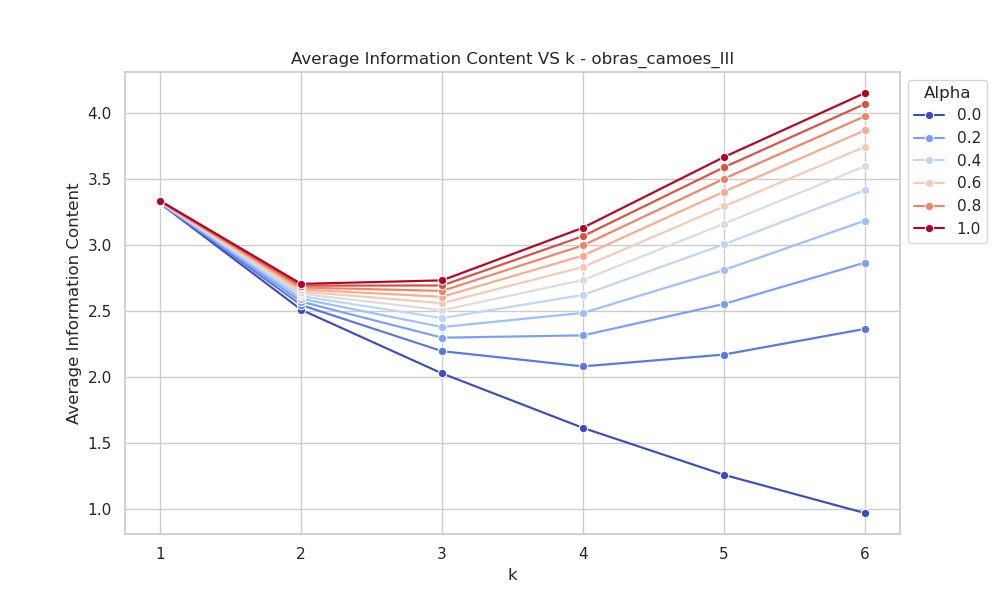 Average Information Content VS k - obras_camoes_III
Average Information Content
4.0
3.5
3.0
2.5
2.0
1.5
1.0
1 2 3 4 5 6
k
Alpha
0.0
0.2
0.4
0.6
0.8
1.0